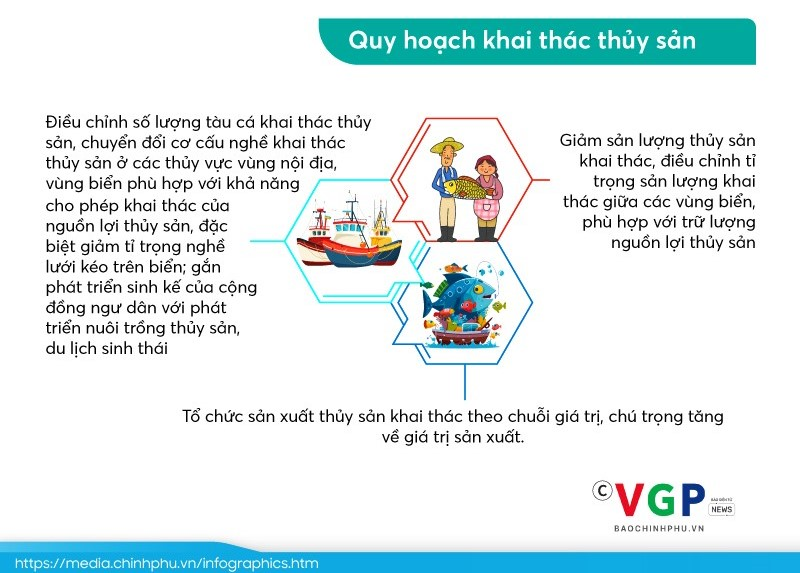 Quy hoạch khai thác thủy sản
Điều chỉnh số lượng tàu cá khai thác thủy
sản, chuyển đổi cơ cấu nghề khai thác
thủy sản ở các thủy vực vùng nội địa,
vùng biển phù hợp với khả năng
cho phép khai thác của
nguồn lợi thủy sản, đặc
biệt giảm tỉ trọng nghề
lưới kéo trên biển; gắn
phát triển sinh kế của cộng
đồng ngư dân với phát
triển nuôi trồng thủy sản,
du lịch sinh thái
Giảm sản lượng thủy sản
khai thác, điều chỉnh tỉ
trọng sản lượng khai
thác giữa các vùng biển,
phù hợp với trữ lượng
nguồn lợi thủy sản
Tổ chức sản xuất thủy sản khai thác theo chuỗi giá trị, chú trọng tăng
về giá trị sản xuất.
© VGP
BÁO ĐIỆN TỬ
NEWS
BAOCHINHPHU.VN
https://media.chinhphu.vn/infographics.htm